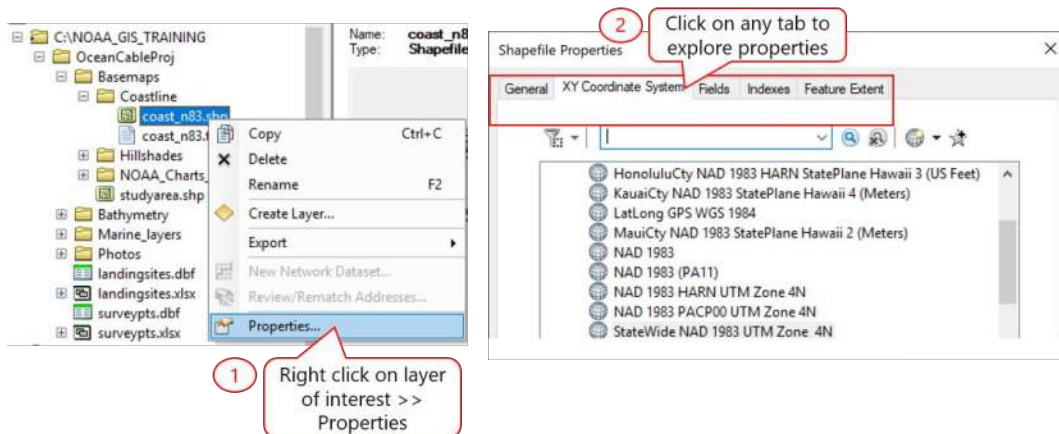 C:\NOAA_GIS_TRAINING
OceanCableProj
Basemaps
Coastline
coast_n83.shp
coast_n83.
Hillshades
NOAA_Charts_
studyarea.shp
Bathymetry
Marine_layers
Photos
landingsites.dbf
landingsites.xlsx
surveypts.dbf
surveypts.xlsx
Name: coast_n8
Type: Shapefile
Copy Ctrl+C
Delete
Rename F2
Create Layer...
Export
New Network Dataset...
Review/Rematch Addresses...
Properties...
1
Right click on layer
of interest >>
Properties
2
Click on any tab to
explore properties
Shapefile Properties
General XY Coordinate System Fields Indexes Feature Extent
HonoluluCty NAD 1983 HARN StatePlane Hawaii 3 (US Feet)
KauaiCty NAD 1983 StatePlane Hawaii 4 (Meters)
LatLong GPS WGS 1984
MauiCty NAD 1983 StatePlane Hawaii 2 (Meters)
NAD 1983
NAD 1983 (PA11)
NAD 1983 HARN UTM Zone 4N
NAD 1983 PACP00 UTM Zone 4N
StateWide NAD 1983 UTM Zone 4N